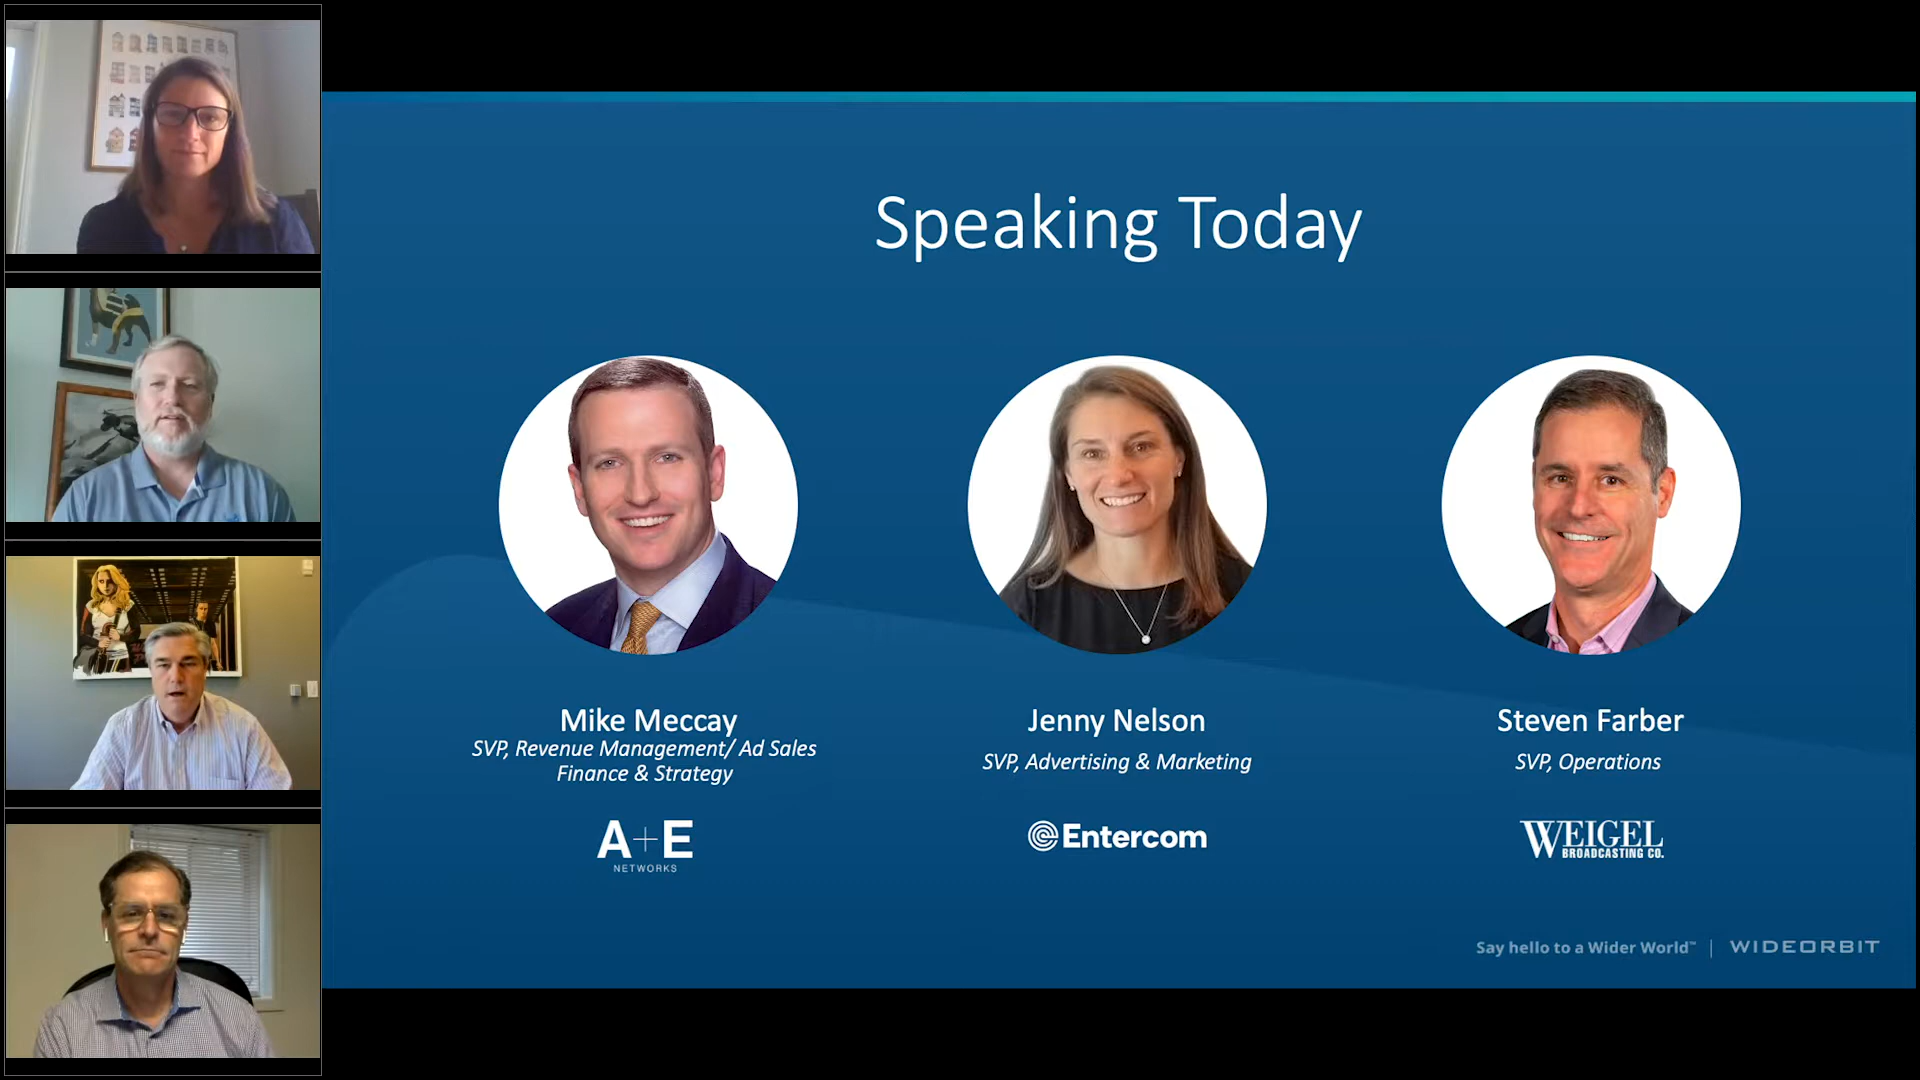 Speaking Today
Mike Meccay
SVP, Revenue Management/ Ad Sales
Finance & Strategy
A+E
NETWORKS
Jenny Nelson
SVP, Advertising & Marketing
Entercom
Steven Farber
SVP, Operations
WEIGEL
BROADCASTING CO.
Say hello to a Wider World™ | WIDEORBIT